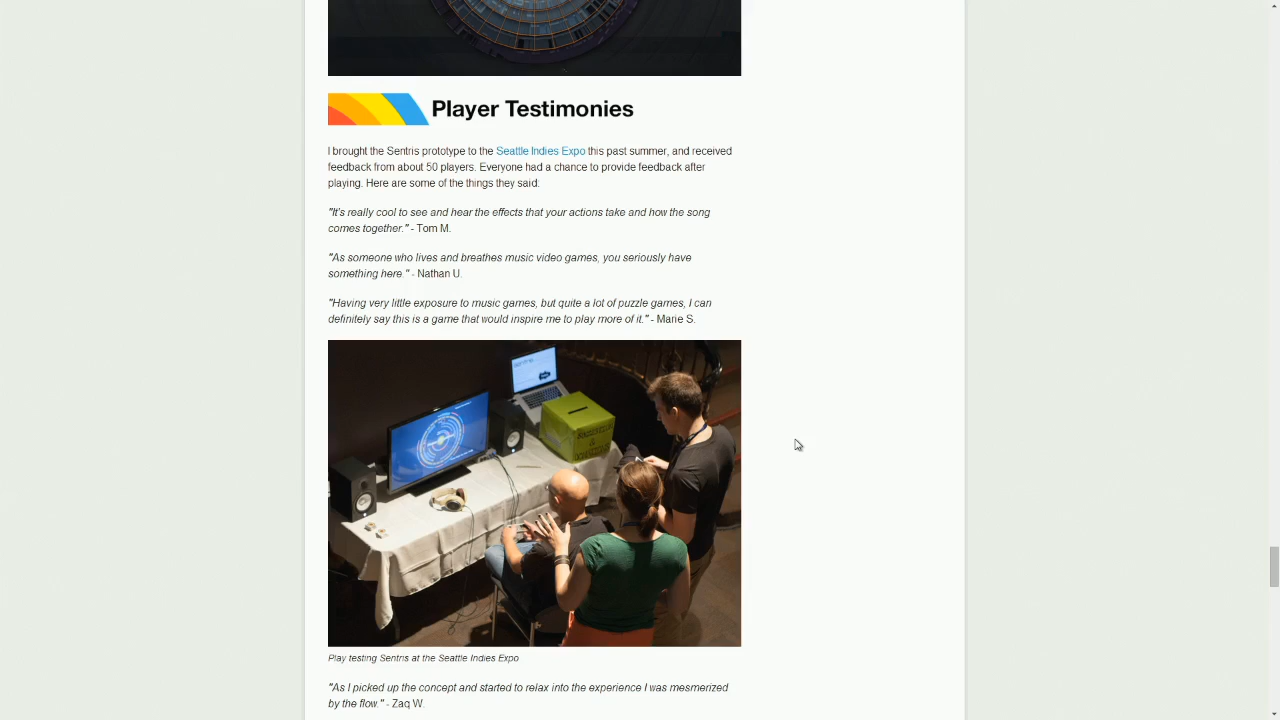 Player Testimonies
I brought the Sentris prototype to the Seattle Indies Expo this past summer, and received
feedback from about 50 players. Everyone had a chance to provide feedback after
playing. Here are some of the things they said:
"It's really cool to see and hear the effects that your actions take and how the song
comes together." - Tom M.
"As someone who lives and breathes music video games, you seriously have
something here." - Nathan U.
"Having very little exposure to music games, but quite a lot of puzzle games, I can
definitely say this is a game that would inspire me to play more of it." - Marie S.
Play testing Sentris at the Seattle Indies Expo
"As I picked up the concept and started to relax into the experience I was mesmerized
by the flow." - Zaq W.